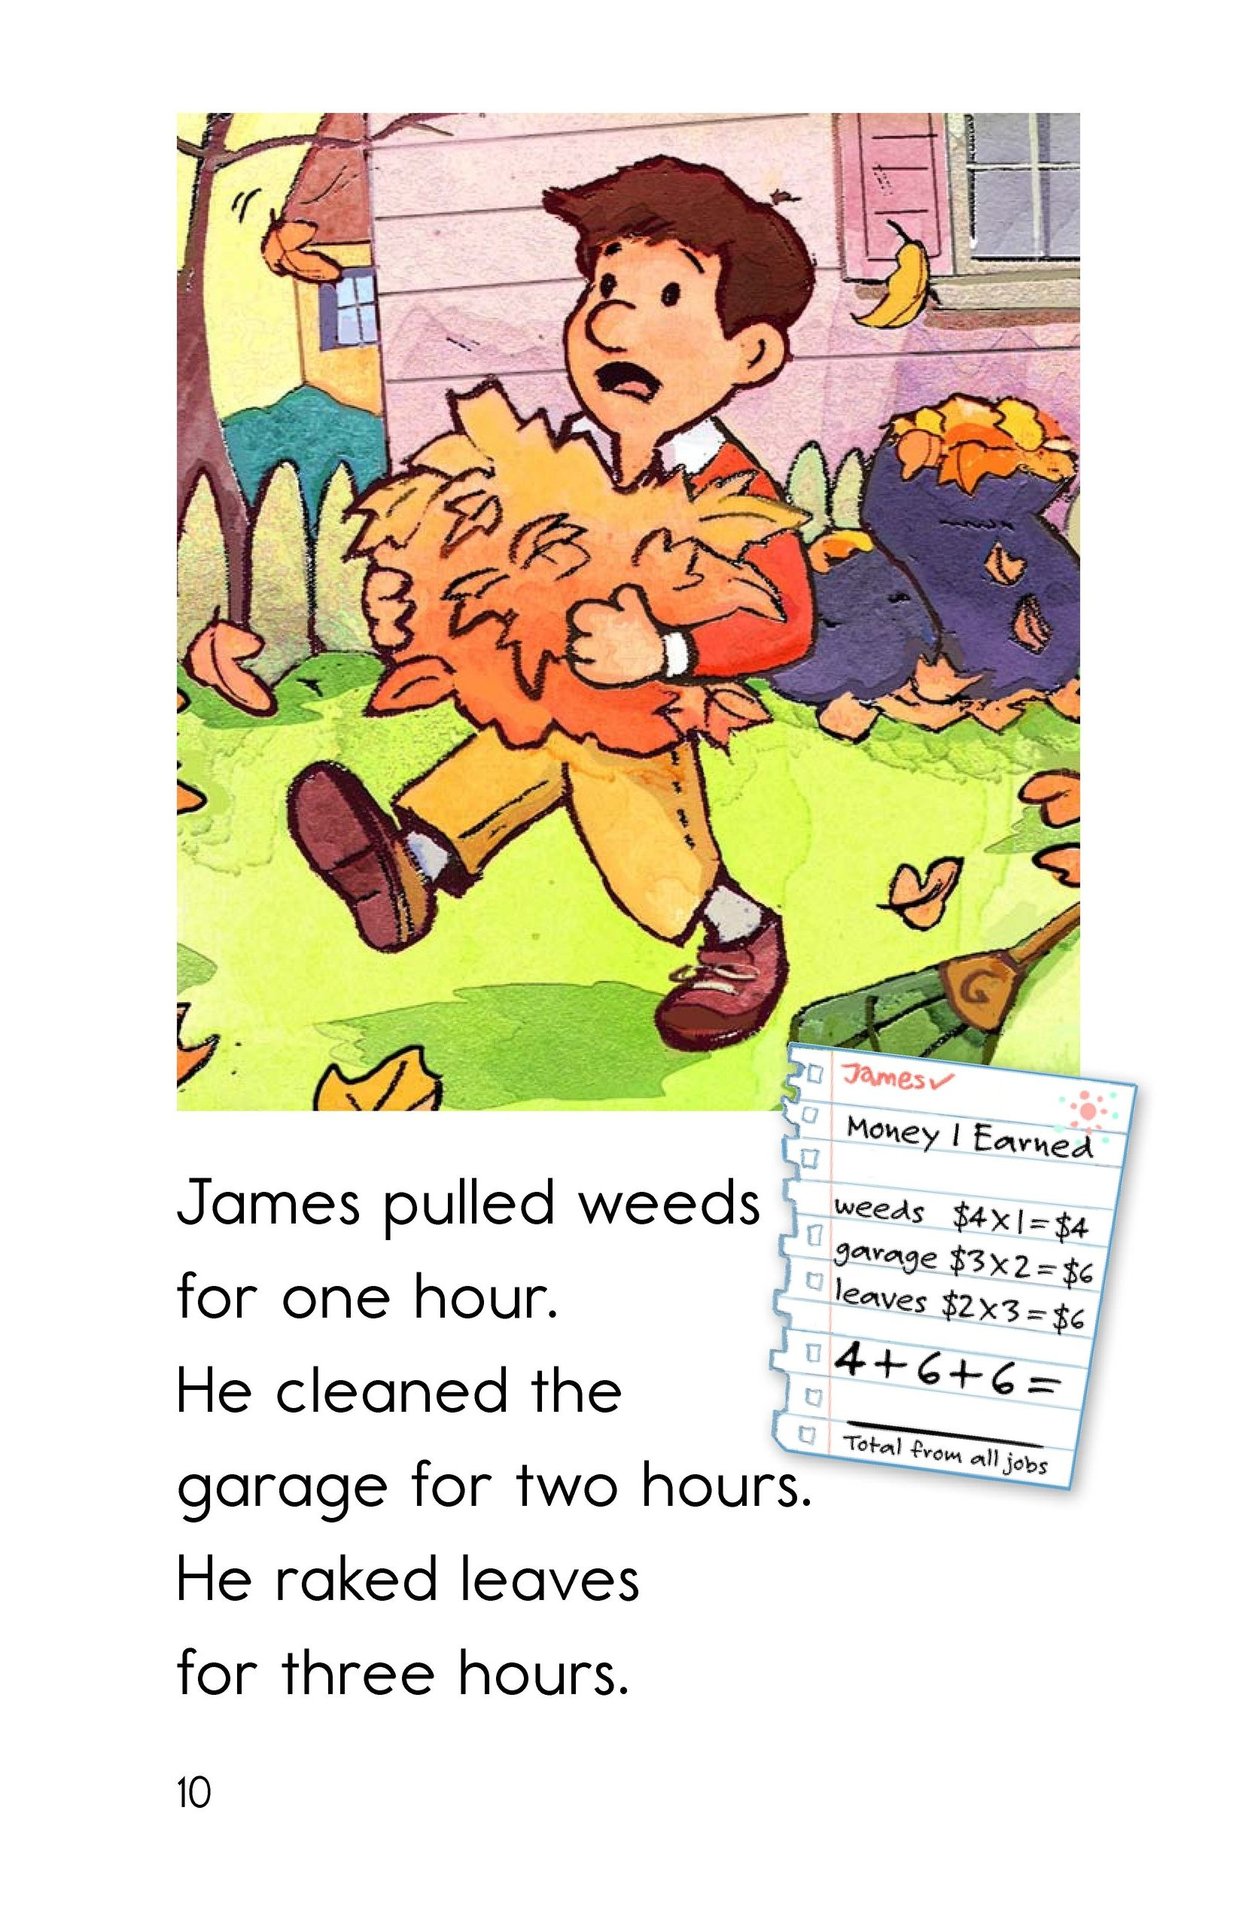 James✓
Money I Earned
weeds $4×1=$4
garage $3×2=$6
leaves $2×3=$6
4+6+6=
Total from all jobs
James pulled weeds
for one hour.
He cleaned the
garage for two hours.
He raked leaves
for three hours.
10